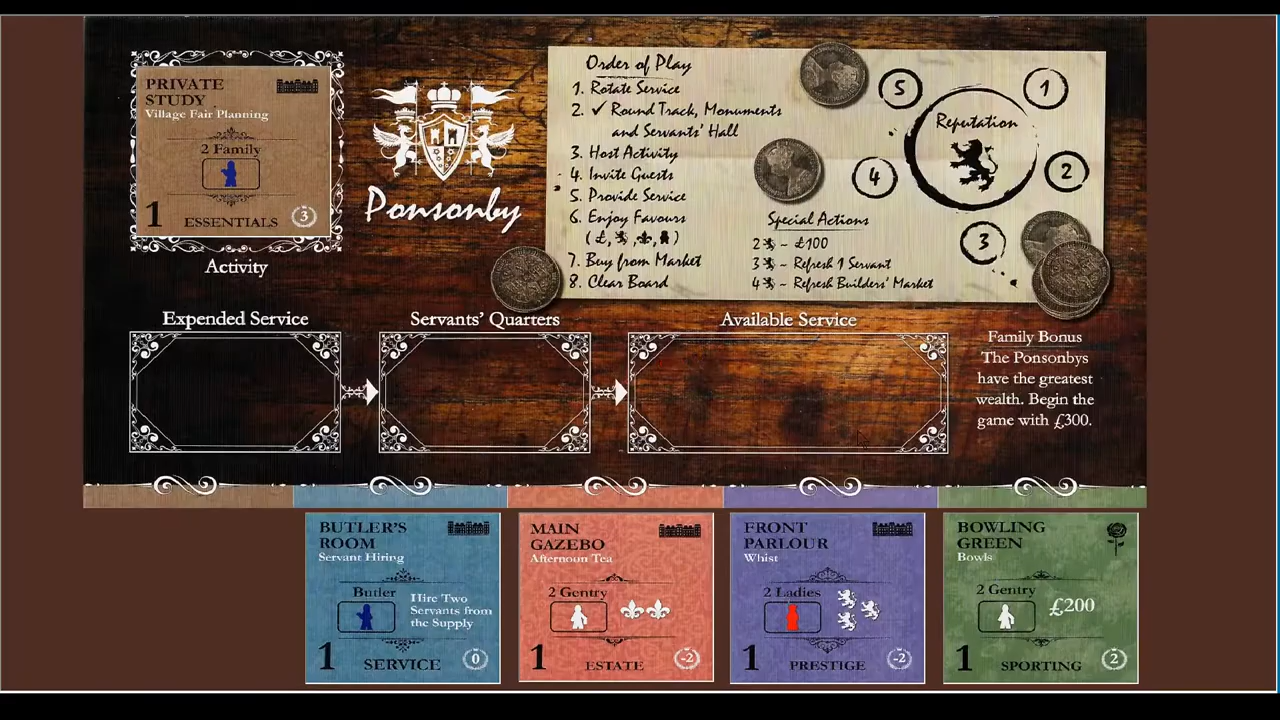 PRIVATE
STUDY
Village Fair Planning
2 Family
1 ESSENTIALS 3
Activity
Ponsonby
Order of Play
1. Rotate Service
2. ✓ Round Track, Monuments
and Servants' Hall
3. Host Activity
4. Invite Guests
5. Provide Service
6. Enjoy Favours
(£, , , )
7. Buy from Market
8. Clear Board
Special Actions
2 ~ £100
3 ~ Refresh 1 Servant
4 ~ Refresh Builders' Market
Reputation
5
1
4
2
3
Expended Service
Servants' Quarters
Available Service
Family Bonus
The Ponsonbys
have the greatest
wealth. Begin the
game with £300.
BUTLER'S
ROOM
Servant Hiring
Butler
Hire Two
Servants from
the Supply
1 SERVICE 0
MAIN
GAZEBO
Afternoon Tea
2 Gentry
1 ESTATE -2
FRONT
PARLOUR
Whist
2 Ladies
1 PRESTIGE -2
BOWLING
GREEN
Bowls
2 Gentry
£200
1 SPORTING 2